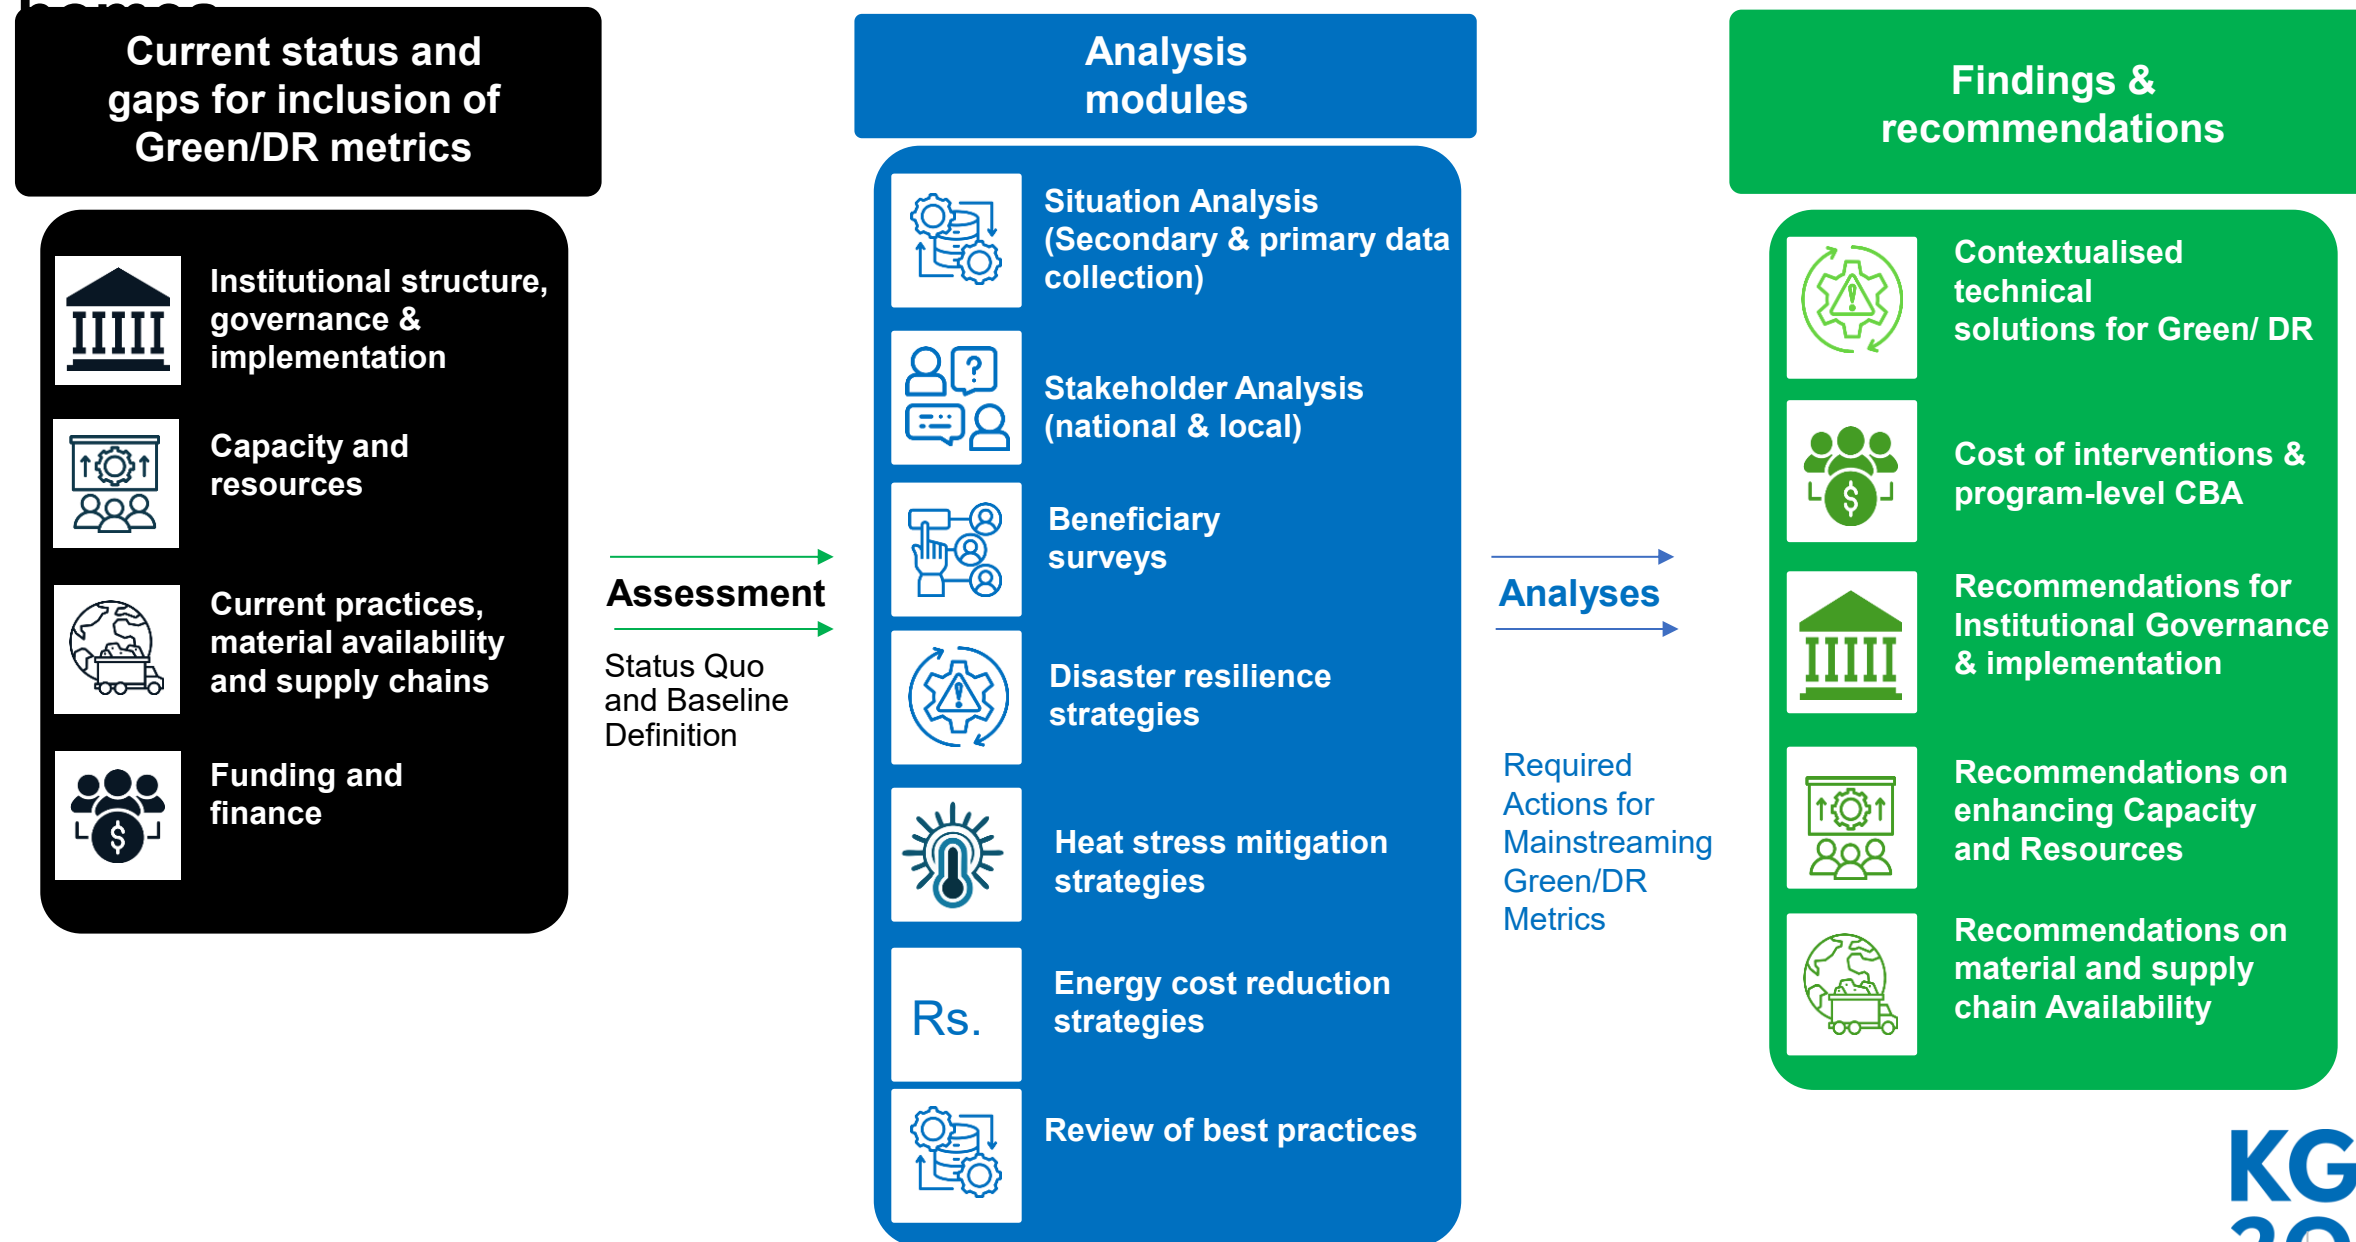 Current status and
gaps for inclusion of
Green/DR metrics
Institutional structure,
governance &
implementation
Capacity and
resources
Current practices,
material availability
and supply chains
Funding and
finance
Assessment
Status Quo
and Baseline
Definition
Analysis
modules
Situation Analysis
(Secondary & primary data
collection)
Stakeholder Analysis
(national & local)
Beneficiary
surveys
Disaster resilience
strategies
Heat stress mitigation
strategies
Rs.
Energy cost reduction
strategies
Review of best practices
Analyses
Required
Actions for
Mainstreaming
Green/DR
Metrics
Findings &
recommendations
Contextualised
technical
solutions for Green/ DR
Cost of interventions &
program-level CBA
Recommendations for
Institutional Governance
& implementation
Recommendations on
enhancing Capacity
and Resources
Recommendations on
material and supply
chain Availability
KG